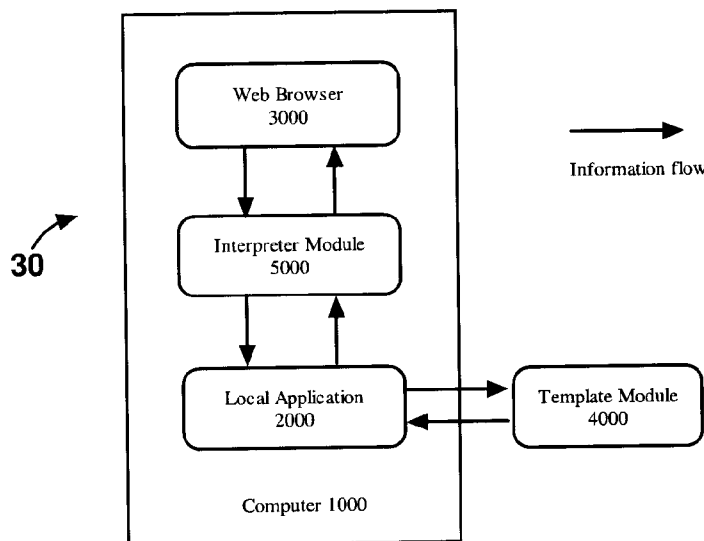 Web Browser
3000
Information flow
Interpreter Module
5000
30
Local Application
2000
Template Module
4000
Computer 1000